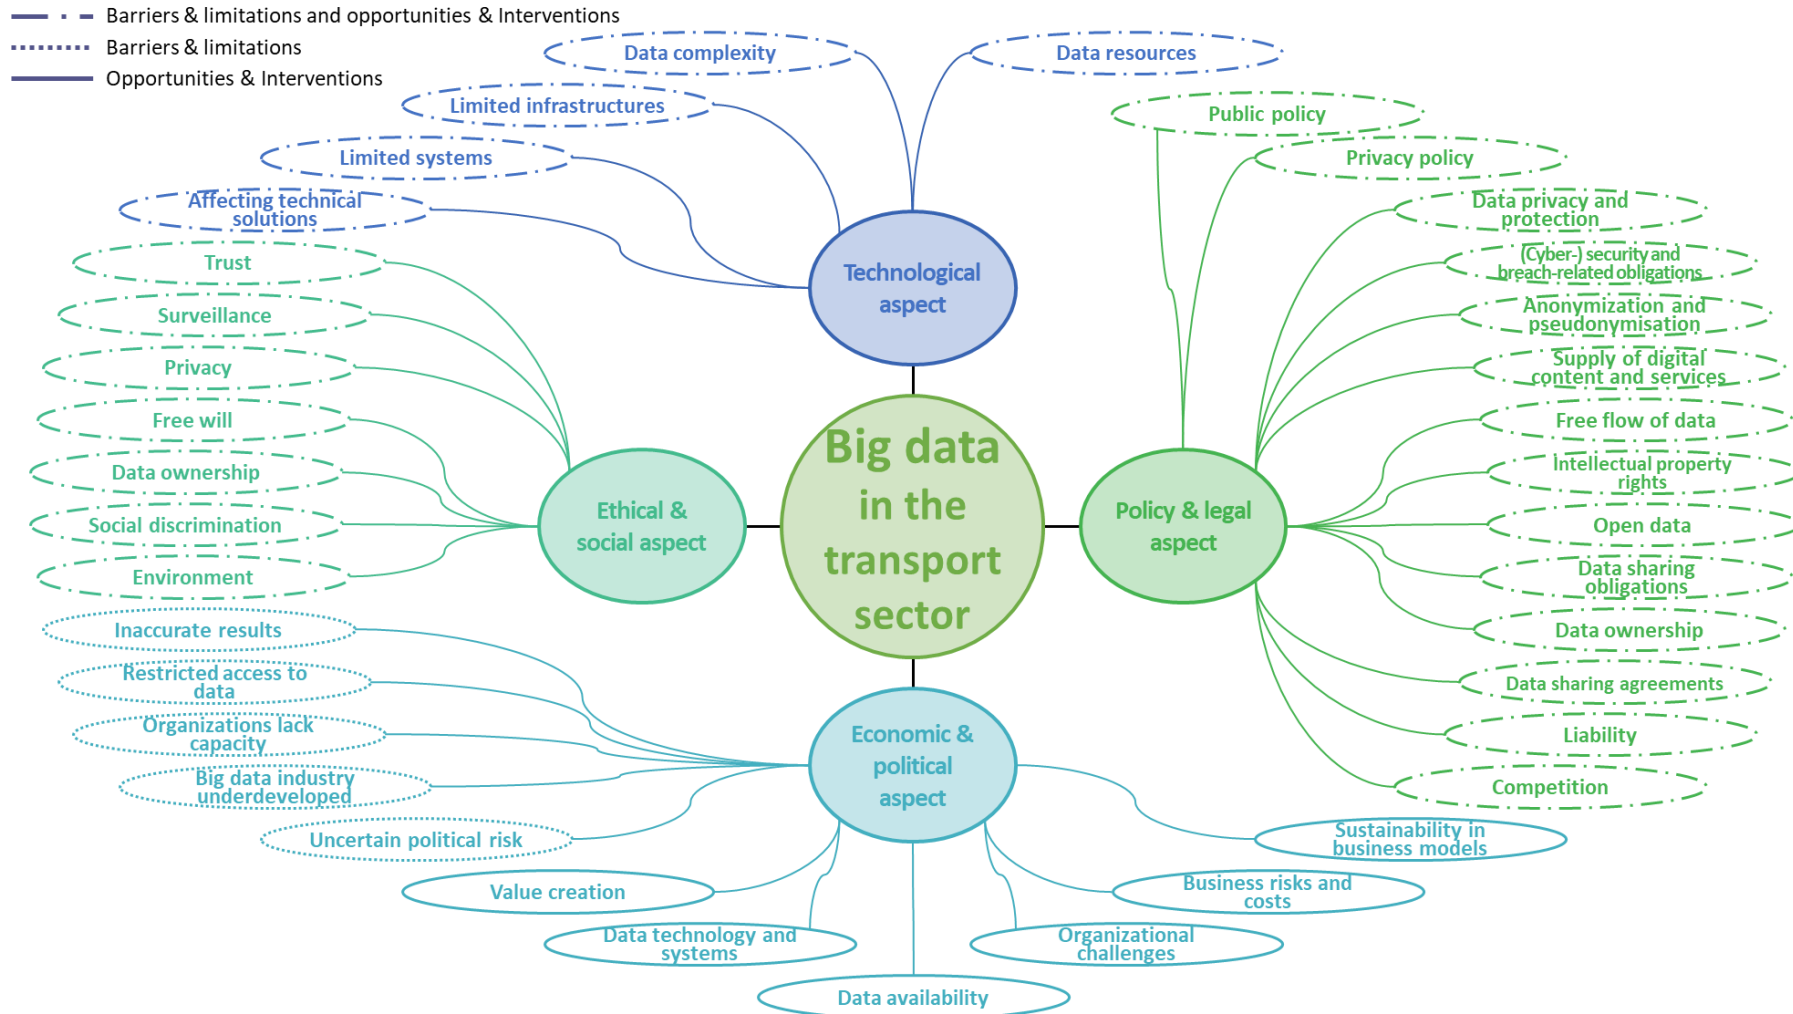 Barriers & limitations and opportunities & Interventions
Barriers & limitations
Opportunities & Interventions
Data complexity
Data resources
Limited infrastructures
Limited systems
Affecting technical
solutions
Public policy
Privacy policy
Data privacy and
protection
(Cyber-) security and
breach-related obligations
Anonymization and
pseudonymisation
Supply of digital
content and services
Free flow of data
Intellectual property
rights
Open data
Data sharing
obligations
Data ownership
Data sharing agreements
Liability
Competition
Trust
Surveillance
Privacy
Free will
Data ownership
Social discrimination
Environment
Technological
aspect
Ethical &
social aspect
Big data
in the
transport
sector
Policy & legal
aspect
Economic &
political
aspect
Inaccurate results
Restricted access to
data
Organizations lack
capacity
Big data industry
underdeveloped
Uncertain political risk
Value creation
Data technology and
systems
Data availability
Organizational
challenges
Business risks and
costs
Sustainability in
business models